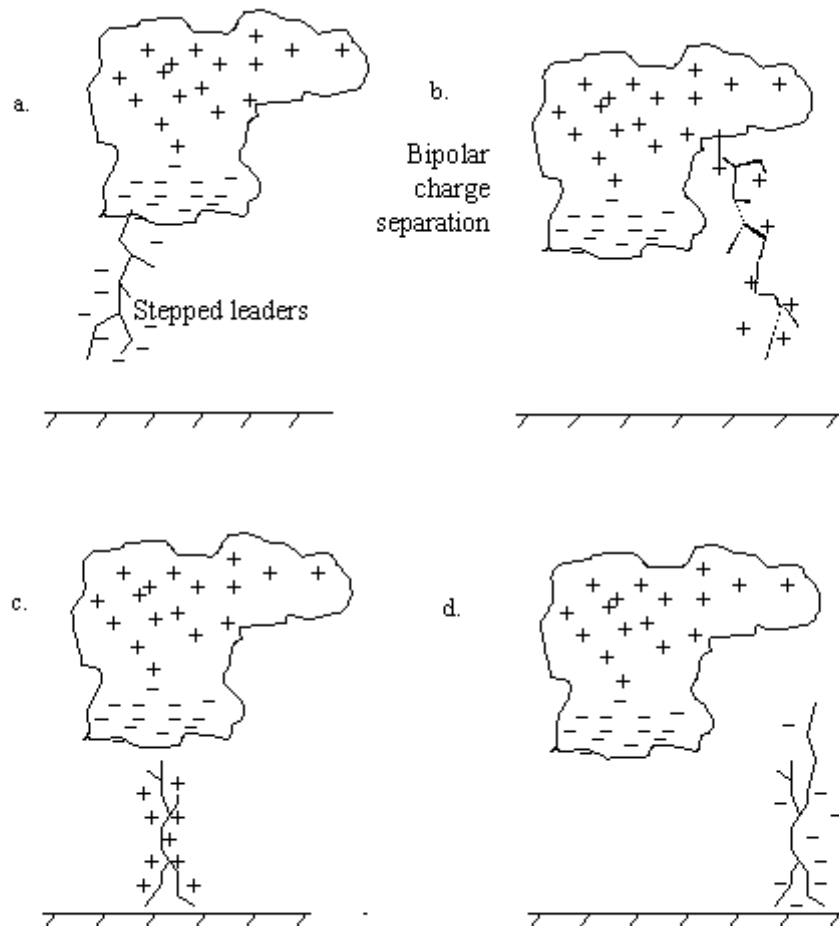 a.
b.
Bipolar
charge
separation
Stepped leaders
c.
d.